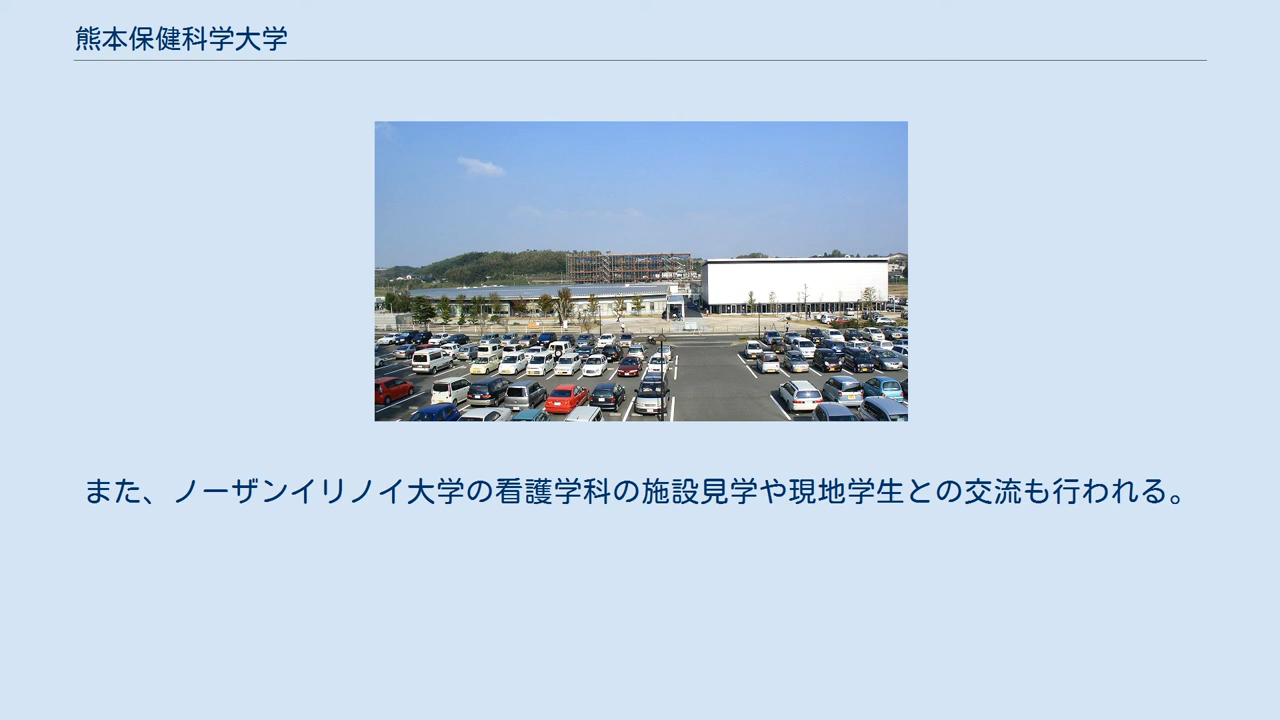 熊本保健科学大学
また、ノーザンイリノイ大学の看護学科の施設見学や現地学生との交流も行われる。